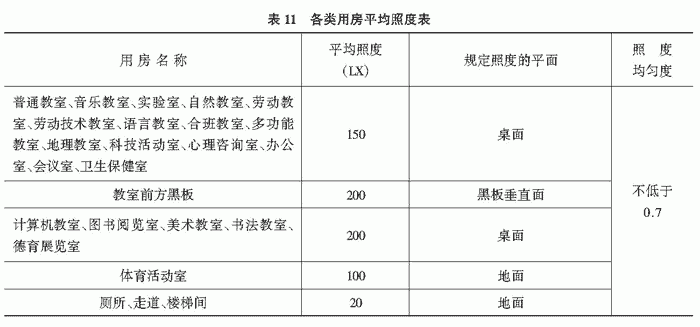 表 11 各类用房平均照度表
用 房 名 称
平均照度
（LX）
规定照度的平面
照 度
均匀度
普通教室、音乐教室、实验室、自然教室、劳动教
室、劳动技术教室、语言教室、合班教室、多功能
教室、地理教室、科技活动室、心理咨询室、办公
室、会议室、卫生保健室
150
桌面
不低于
0.7
教室前方黑板
200
黑板垂直面
计算机教室、图书阅览室、美术教室、书法教室、
德育展览室
200
桌面
体育活动室
100
地面
厕所、走道、楼梯间
20
地面